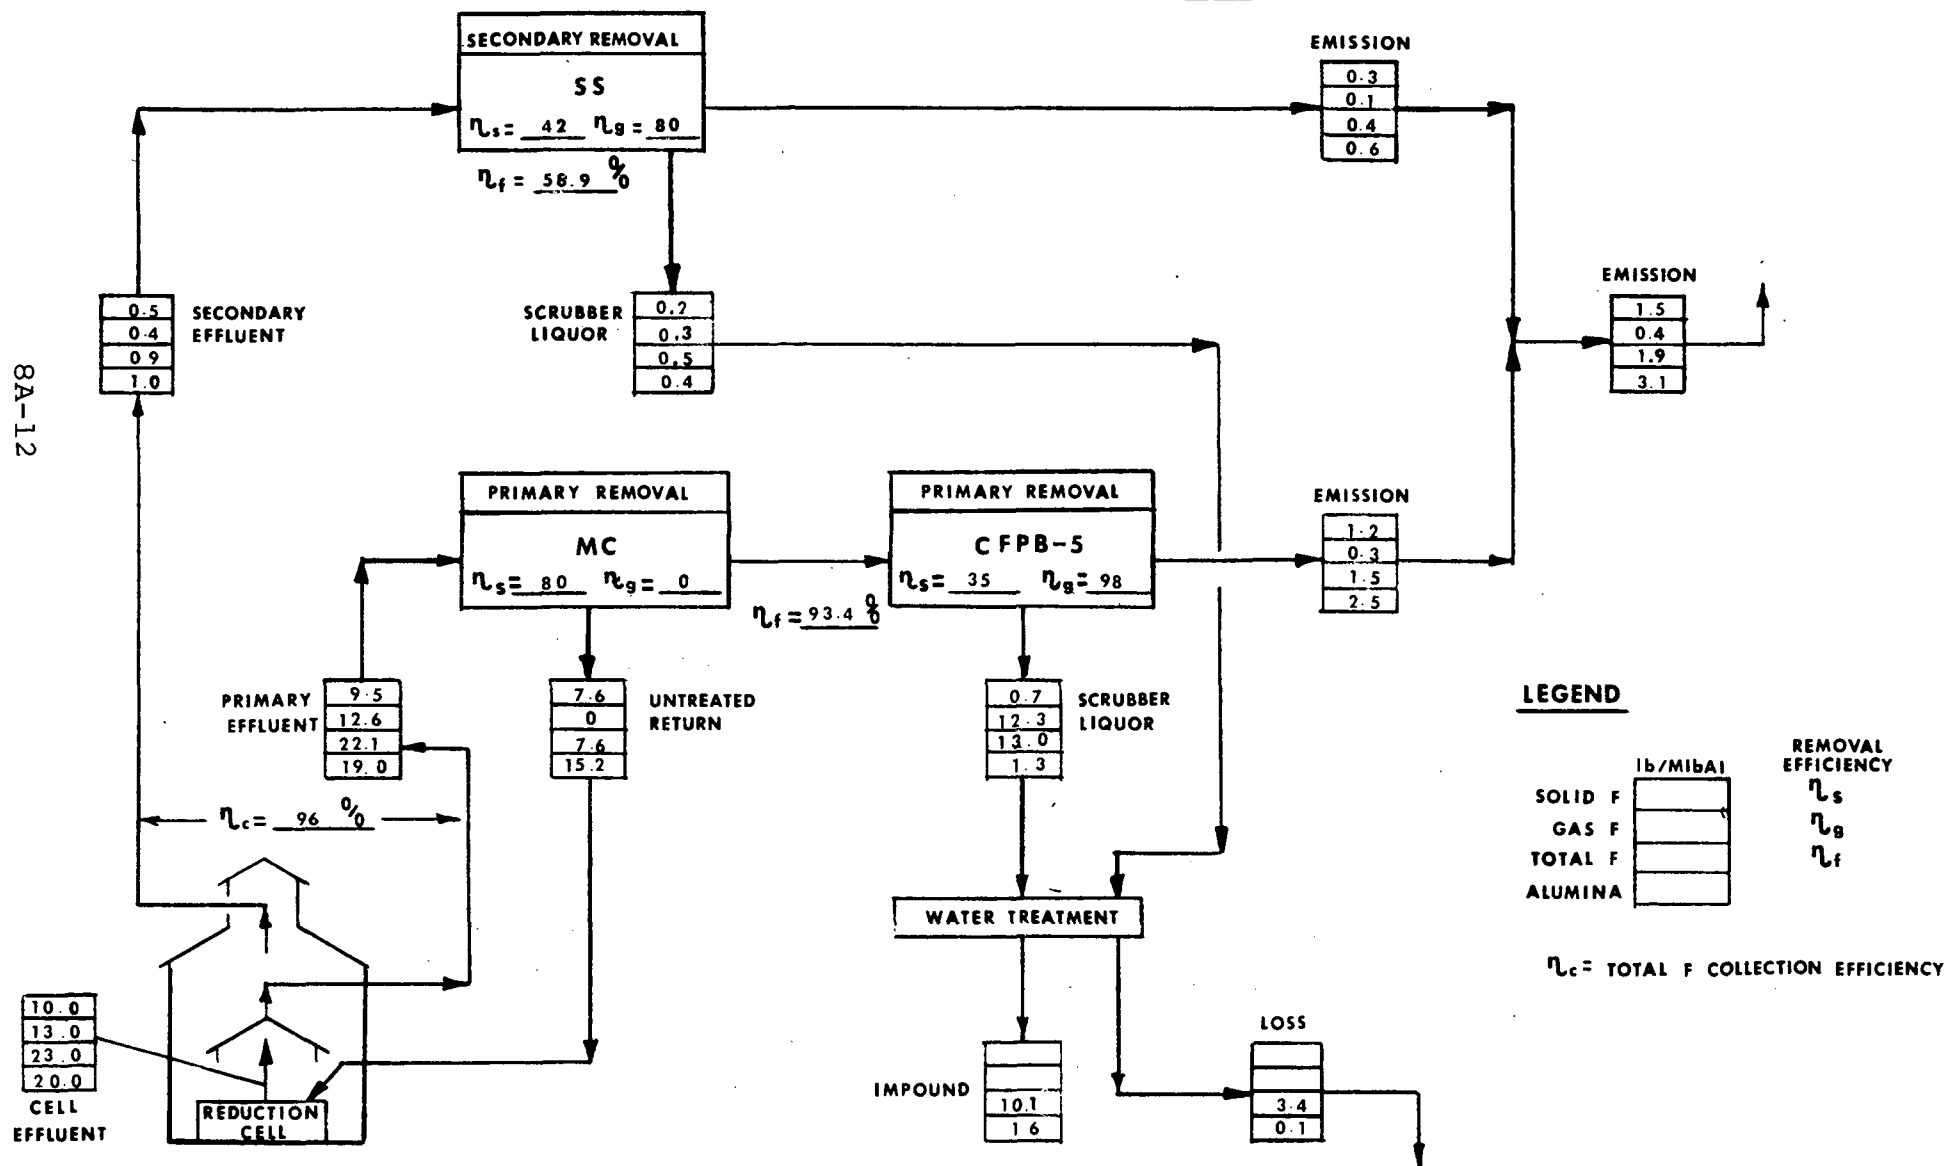 SECONDARY REMOVAL
SS
ηs= 42 ηg= 80
ηf = 58.9 %
EMISSION
0.3
0.1
0.4
0.6
SECONDARY
EFFLUENT
0.5
0.4
0 9
1.0
SCRUBBER
LIQUOR
0.2
0.3
0.5
0.4
EMISSION
1.5
0.4
1.9
3.1
8A-12
PRIMARY REMOVAL
MC
ηs= 80 ηg= 0
PRIMARY REMOVAL
CFPB-5
ηs= 35 ηg= 98
ηf = 93.4 %
EMISSION
1.2
0.3
1.5
2.5
PRIMARY
EFFLUENT
9.5
12.6
22.1
19.0
UNTREATED
RETURN
7.6
0
7.6
15.2
SCRUBBER
LIQUOR
0.7
12.3
13.0
1.3
ηc= 96 %
LEGEND
lb/MlbAl
REMOVAL
EFFICIENCY
SOLID F ηs
GAS F ηg
TOTAL F ηf
ALUMINA
ηc= TOTAL F COLLECTION EFFICIENCY
WATER TREATMENT
10.0
13.0
23.0
20.0
CELL
EFFLUENT
REDUCTION
CELL
IMPOUND
10.1
1 6
LOSS
3.4
0.1